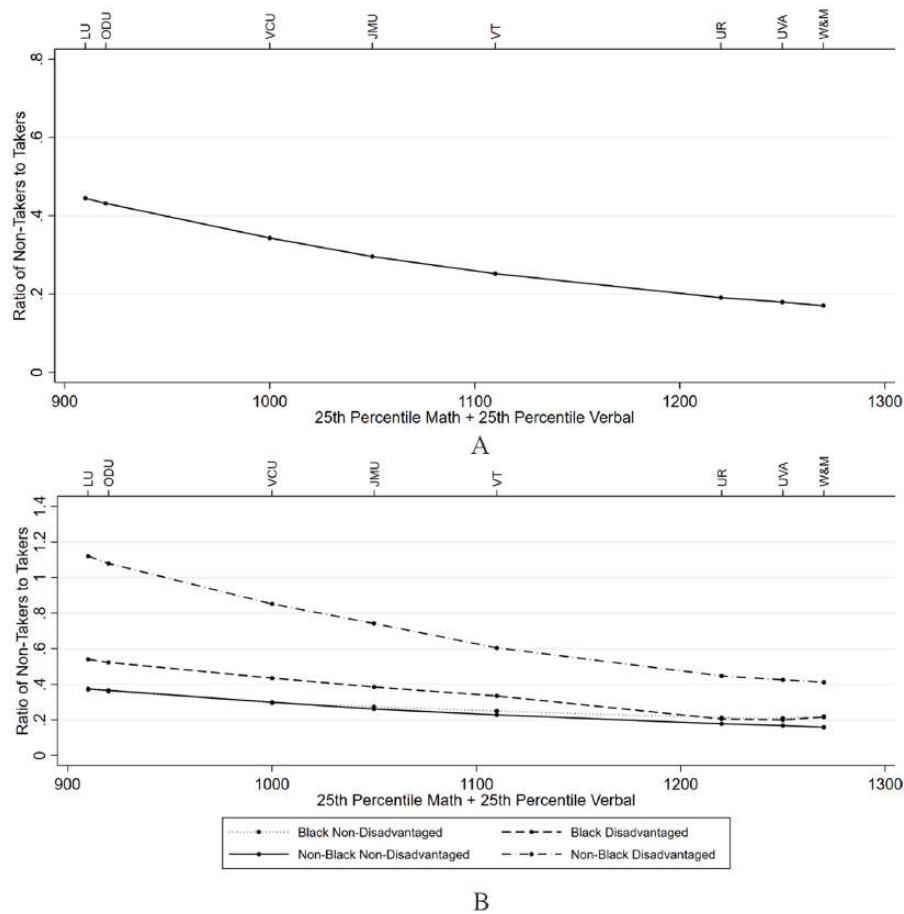 LU ODU VCU JMU VT UR UVA W&M
Ratio of Non-Takers to Takers
.8
.6
.4
.2
0
900 1000 1100 1200 1300
25th Percentile Math + 25th Percentile Verbal
A
LU ODU VCU JMU VT UR UVA W&M
Ratio of Non-Takers to Takers
1.4
1.2
1
.8
.6
.4
.2
0
900 1000 1100 1200 1300
25th Percentile Math + 25th Percentile Verbal
Black Non-Disadvantaged Black Disadvantaged
Non-Black Non-Disadvantaged Non-Black Disadvantaged
B